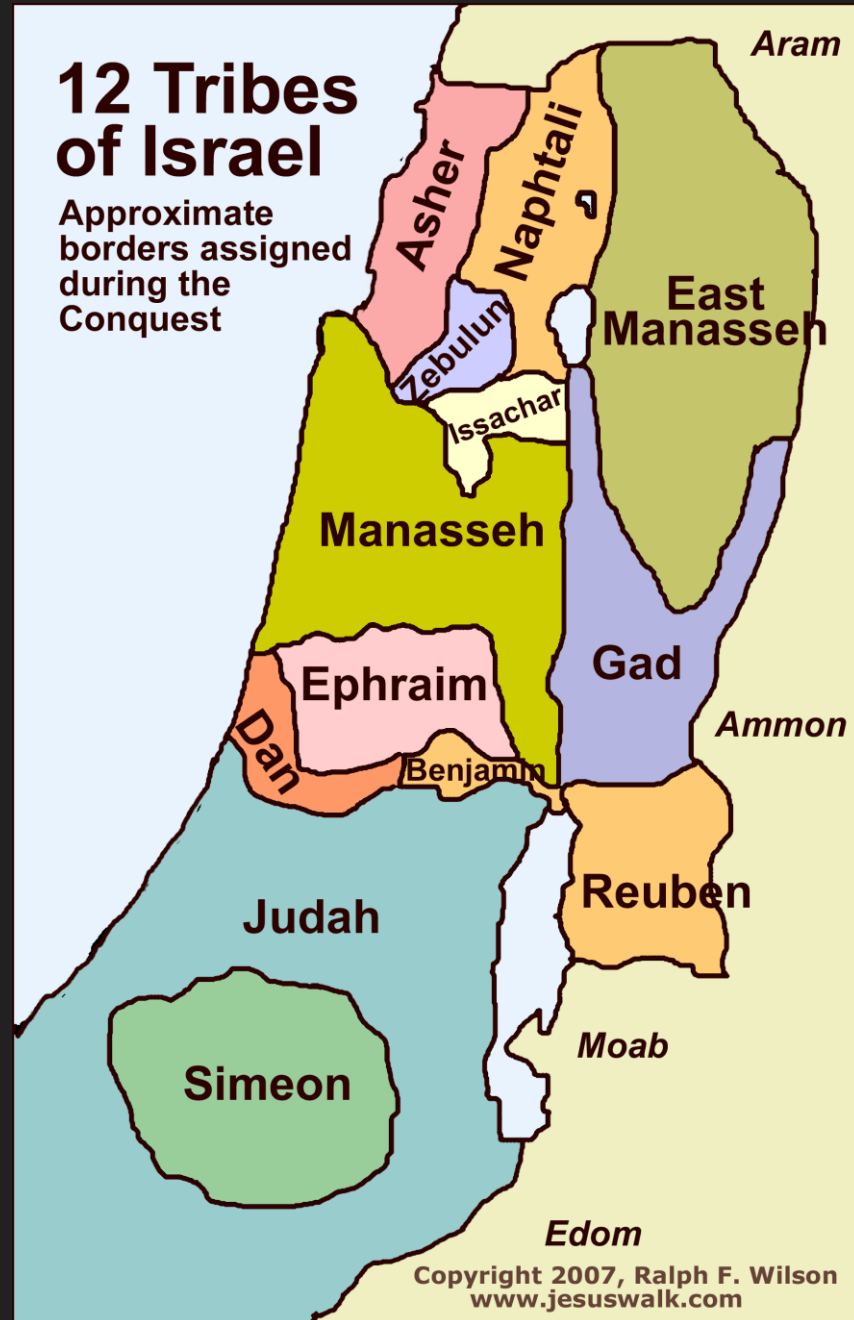 12 Tribes
of Israel
Approximate
borders assigned
during the
Conquest
Aram
Asher
Naphtali
East
Manasseh
Zebulun
Issachar
Manasseh
Ephraim
Gad
Dan
Ammon
Benjamin
Reuben
Judah
Moab
Simeon
Edom
Copyright 2007, Ralph F. Wilson
www.jesuswalk.com